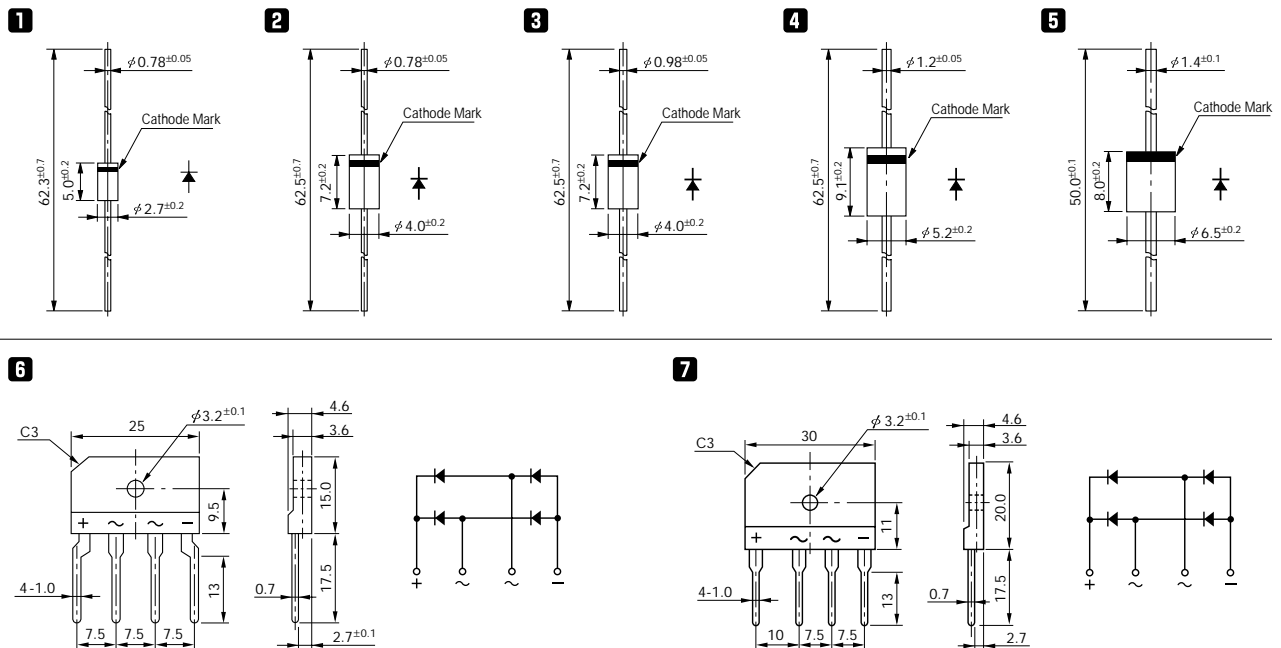 1
2
3
4
5
φ0.78±0.05
Cathode Mark
62.3±0.7
5.0±0.2
φ2.7±0.2
φ0.78±0.05
Cathode Mark
62.5±0.7
7.2±0.2
φ4.0±0.2
φ0.98±0.05
Cathode Mark
62.5±0.7
7.2±0.2
φ4.0±0.2
φ1.2±0.05
Cathode Mark
62.5±0.7
9.1±0.2
φ5.2±0.2
φ1.4±0.1
Cathode Mark
50.0±0.1
8.0±0.2
φ6.5±0.2
6
C3
25
φ3.2±0.1
9.5
+ ~ ~ −
4-1.0
13
7.5 7.5 7.5
4.6
3.6
15.0
17.5
0.7
2.7±0.1
+ ~ ~ −
7
C3
30
φ3.2±0.1
11
+ ~ ~ −
4-1.0
13
10 7.5 7.5
4.6
3.6
20.0
17.5
0.7
2.7
+ ~ ~ −